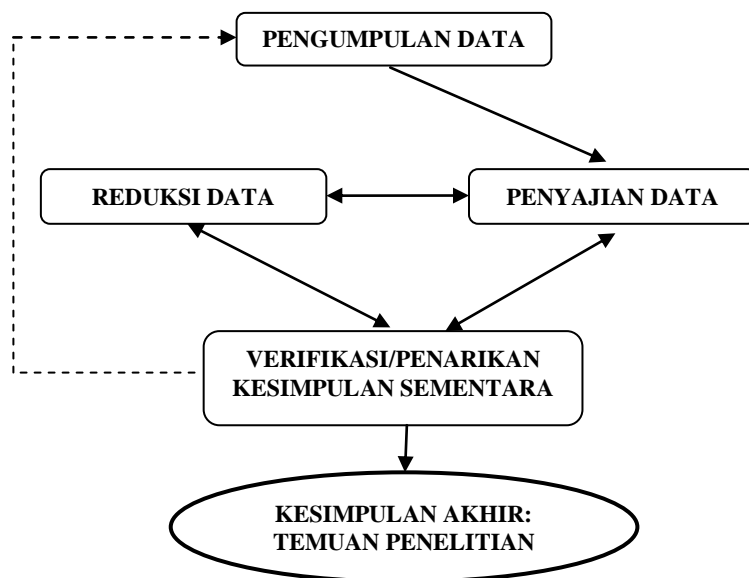 PENGUMPULAN DATA
REDUKSI DATA
PENYAJIAN DATA
VERIFIKASI/PENARIKAN
KESIMPULAN SEMENTARA
KESIMPULAN AKHIR:
TEMUAN PENELITIAN